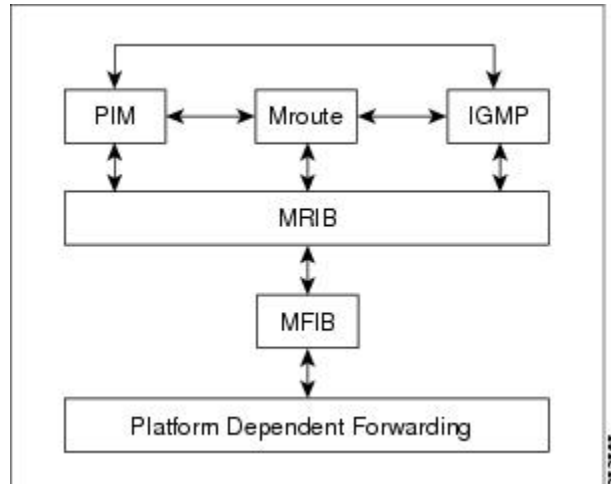 PIM
Mroute
IGMP
MRIB
MFIB
Platform Dependent Forwarding